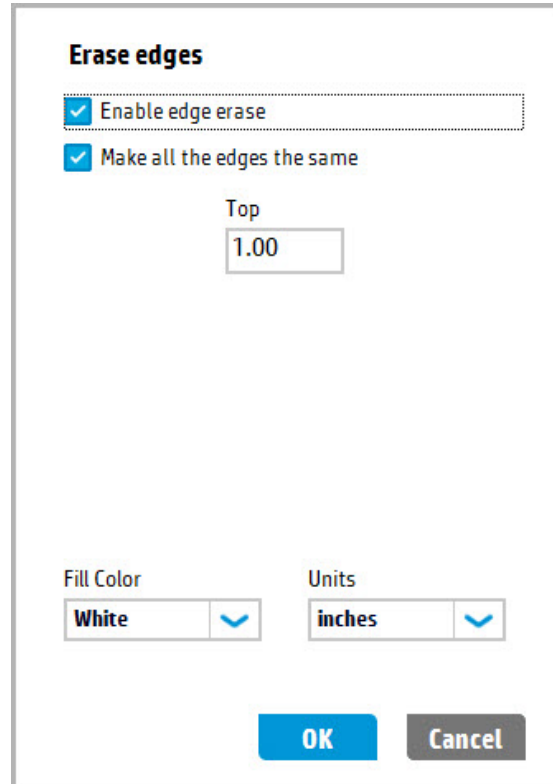 Erase edges
Enable edge erase
Make all the edges the same
Top
1.00
Fill Color Units
White inches
OK Cancel